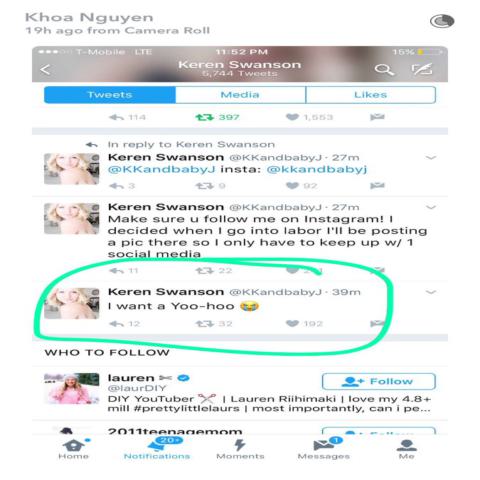 Khoa Nguyen
19h ago from Camera Roll
T-Mobile LTE 11:52 PM 15%
Keren Swanson
5,744 Tweets
Tweets Media Likes
114 397 1,553
In reply to Keren Swanson
Keren Swanson @KKandbabyJ · 27m
@KKandbabyJ insta: @kkandbabyj
3 9 92
Keren Swanson @KKandbabyJ · 27m
Make sure u follow me on Instagram! I
decided when I go into labor I'll be posting
a pic there so I only have to keep up w/ 1
social media
11 22
Keren Swanson @KKandbabyJ · 39m
I want a Yoo-hoo 😭
12 32 192
WHO TO FOLLOW
lauren ✂
@laurDIY
Follow
DIY YouTuber ✂ | Lauren Riihimaki | love my 4.8+
mill #prettylittlelaurs | most importantly, can i pe...
2011teenagemom
Follow
20+ 1
Home Notifications Moments Messages Me